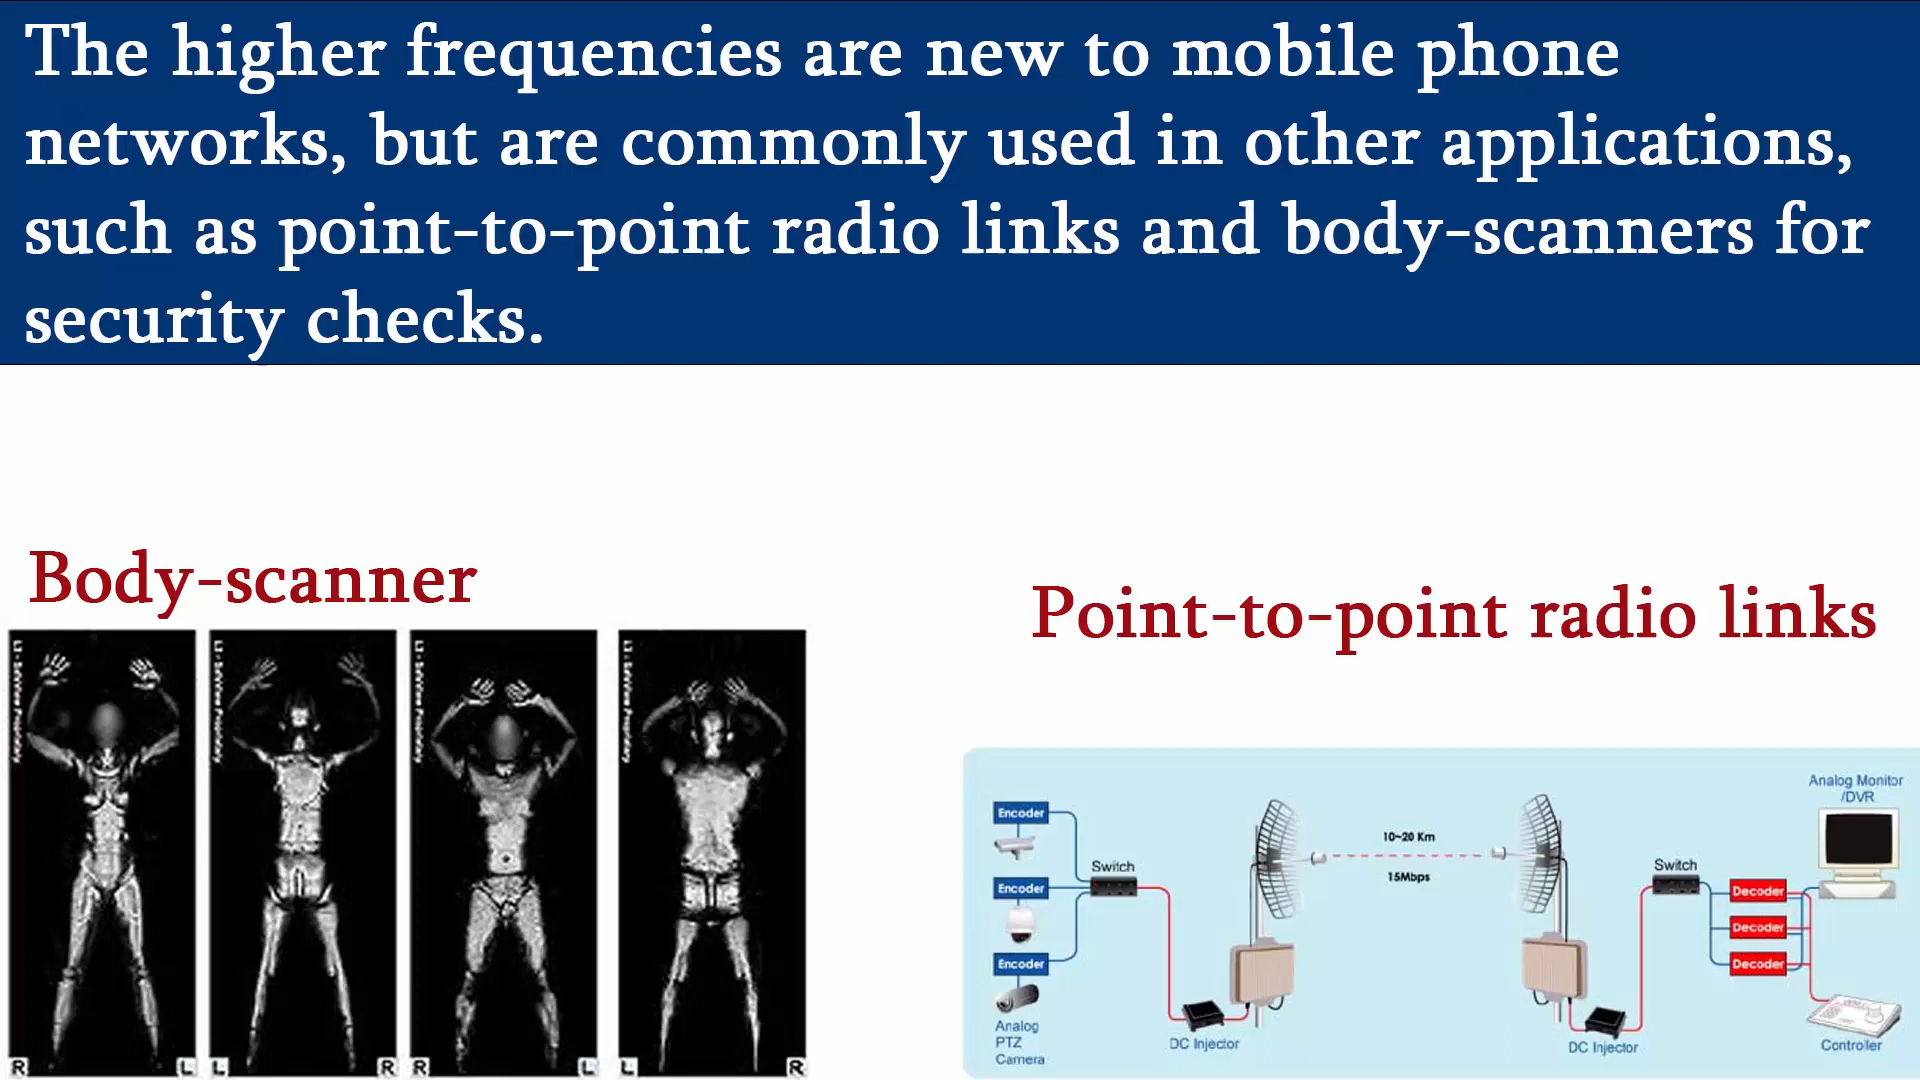 The higher frequencies are new to mobile phone
networks, but are commonly used in other applications,
such as point-to-point radio links and body-scanners for
security checks.
Body-scanner
Point-to-point radio links
R
L
L
R
R
L
L
R
Encoder
Encoder
Encoder
Analog
PTZ
Camera
Switch
DC Injector
10~20 Km
15Mbps
DC Injector
Switch
Decoder
Decoder
Decoder
Analog Monitor
/DVR
Controller